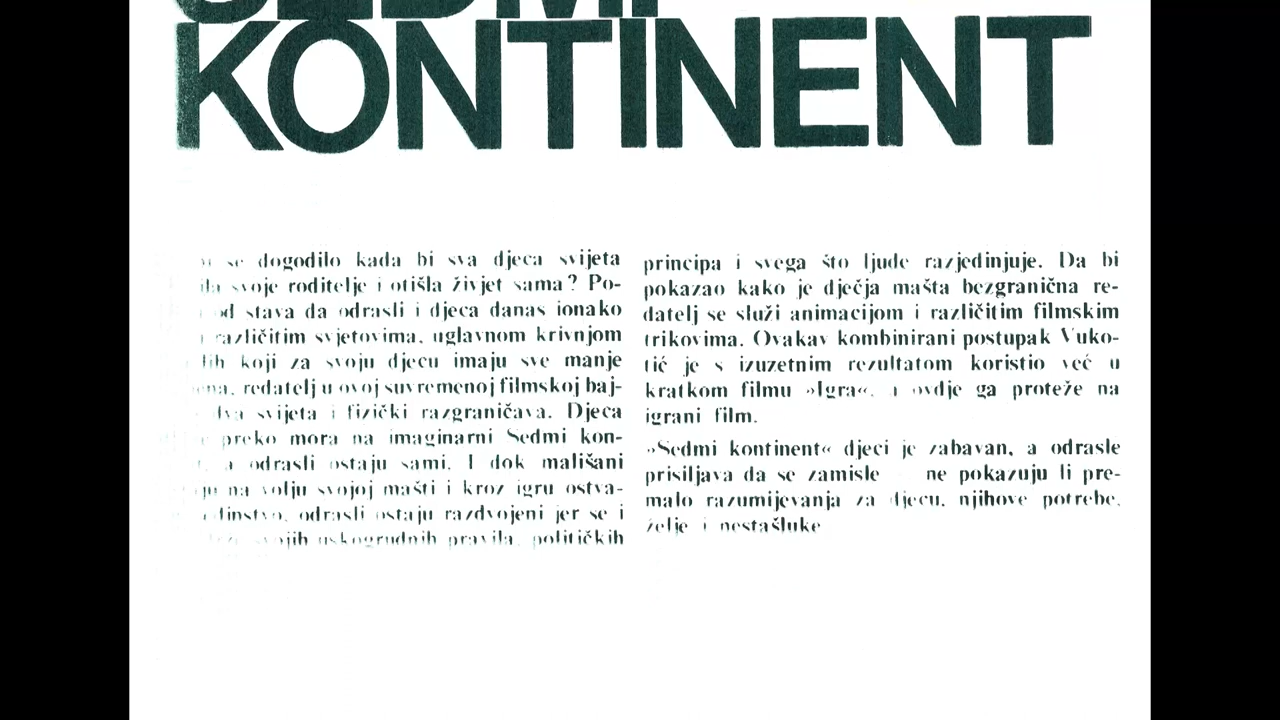 SEDMI
KONTINENT
se dogodilo kada bi sva djeca svijeta
svoje roditelje i otišla živjet sama? Po-
od stava da odrasli i djeca danas ionako
različitim svjetovima, uglavnom krivnjom
koji za svoju djecu imaju sve manje
redatelj u ovoj suvremenoj filmskoj baj-
dva svijeta i fizički razgraničava. Djeca
preko mora na imaginarni Sedmi kon-
a odrasli ostaju sami. I dok mališani
na volju svojoj mašti i kroz igru ostva-
odrasli ostaju razdvojeni jer se i
svojih uskogrudnih pravila, političkih
principa i svega što ljude razjedinjuje. Da bi
pokazao kako je dječja mašta bezgranična re-
datelj se služi animacijom i različitim filmskim
trikovima. Ovakav kombinirani postupak Vuko-
tić je s izuzetnim rezultatom koristio već u
kratkom filmu »Igra«, a ovdje ga proteže na
igrani film.
»Sedmi kontinent« djeci je zabavan, a odrasle
prisiljava da se zamisle ne pokazuju li pre-
malo razumijevanja za djecu, njihove potrebe,
želje i nestašluke